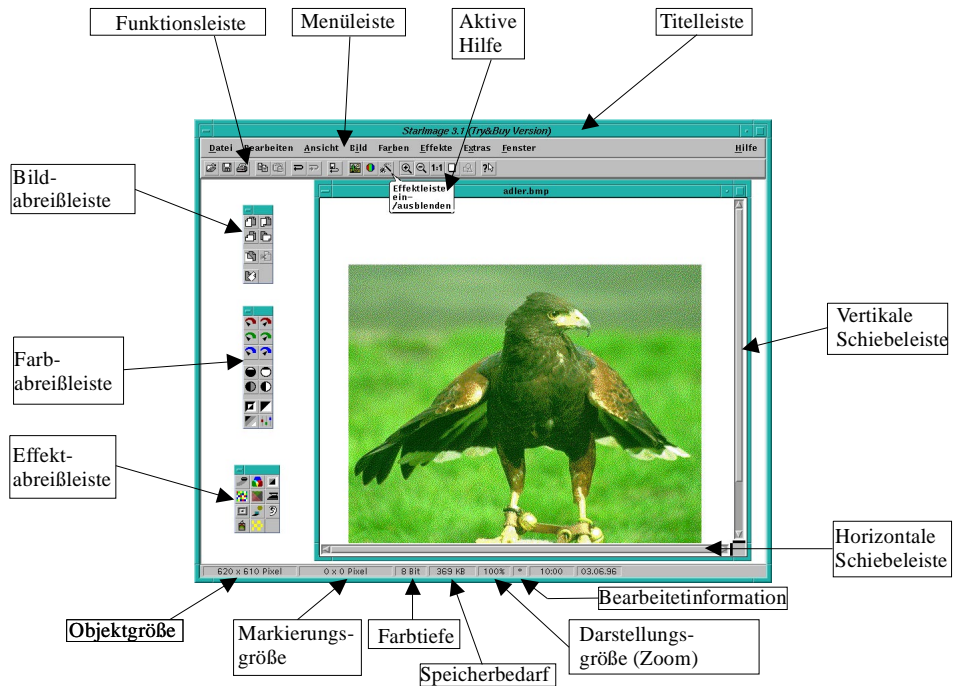 Funktionsleiste
Menüleiste
Aktive
Hilfe
Titelleiste
StarImage 3.1 (Try&Buy Version)
Datei Bearbeiten Ansicht Bild Farben Effekte Extras Fenster Hilfe
1:1
Effektleiste
ein-
/ausblenden
adler.bmp
Bild-
abreißleiste
Farb-
abreißleiste
Effekt-
abreißleiste
Vertikale
Schiebeleiste
Horizontale
Schiebeleiste
620 x 610 Pixel 0 x 0 Pixel 8 Bit 369 KB 100% * 10:00 03.06.96
Bearbeitetinformation
Objektgröße
Markierungs-
größe
Farbtiefe
Speicherbedarf
Darstellungs-
größe (Zoom)